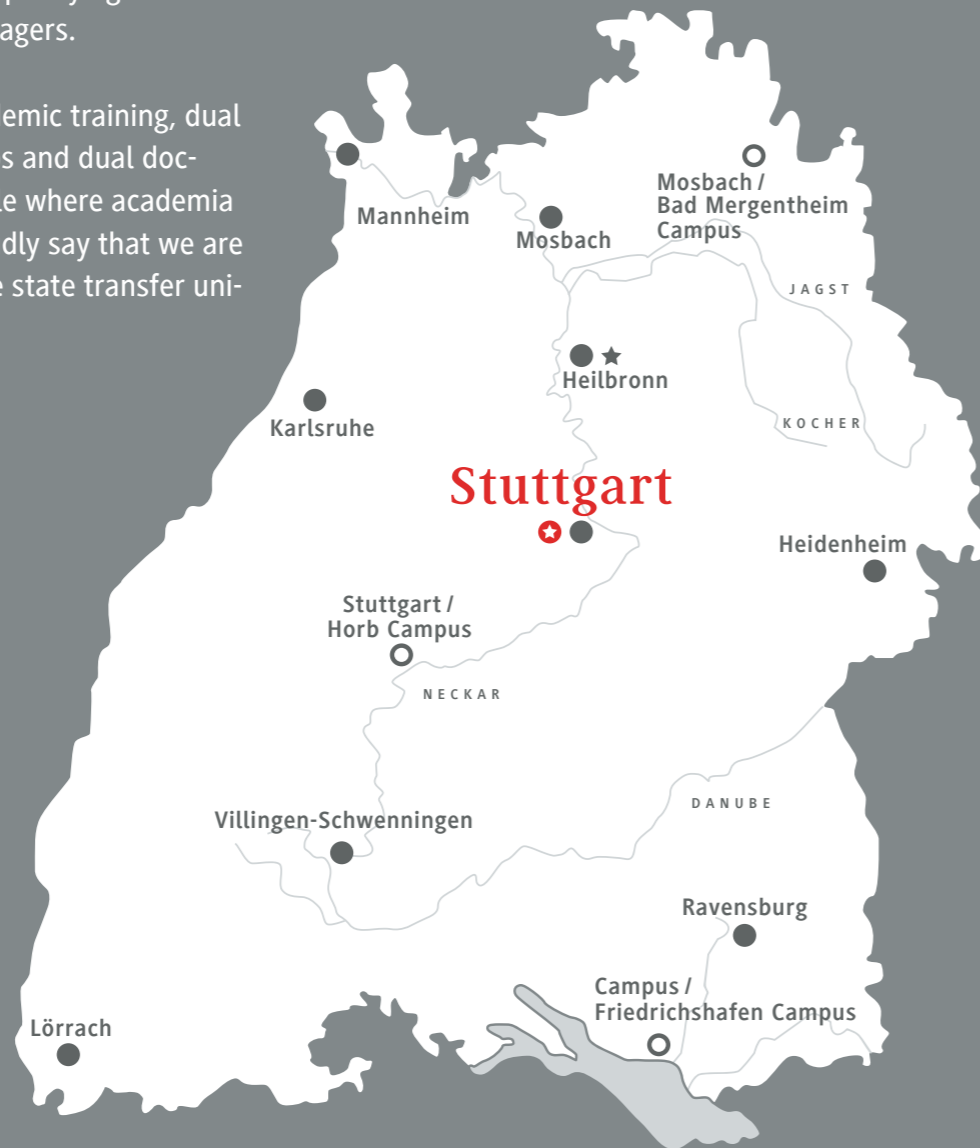 agers.
emic training, dual
s and dual doc-
le where academia
dly say that we are
e state transfer uni-
Mannheim
Mosbach
Mosbach /
Bad Mergentheim
Campus
JAGST
Heilbronn
Karlsruhe
KOCHER
Stuttgart
Heidenheim
Stuttgart /
Horb Campus
NECKAR
DANUBE
Villingen-Schwenningen
Ravensburg
Campus /
Friedrichshafen Campus
Lörrach